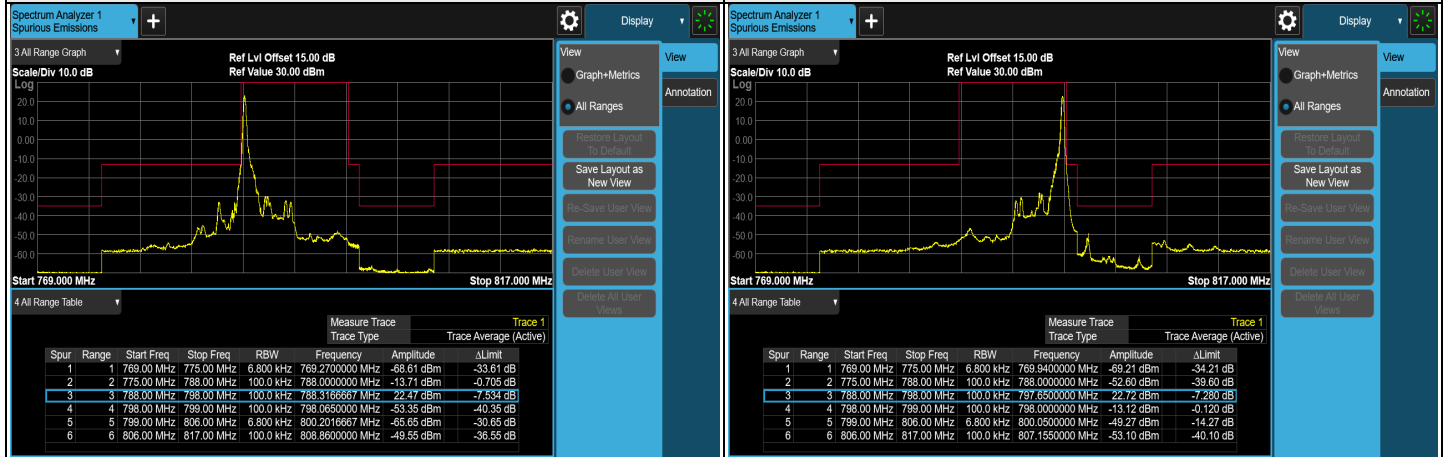 Spectrum Analyzer 1
Spurious Emissions
+
Display
3 All Range Graph
Ref Lvl Offset 15.00 dB
Scale/Div 10.0 dB
Ref Value 30.00 dBm
Log
20.0
10.0
0.00
-10.0
-20.0
-30.0
-40.0
-50.0
-60.0
Start 769.000 MHz
Stop 817.000 MHz
View
Graph+Metrics
All Ranges
Restore Layout
To Default
Save Layout as
New View
Re-Save User View
Rename User View
Delete User View
Delete All User
Views
View
Annotation
4 All Range Table
Measure Trace Trace 1
Trace Type Trace Average (Active)
Spur Range Start Freq Stop Freq RBW Frequency Amplitude ΔLimit
1 1 769.00 MHz 775.00 MHz 6.800 kHz 769.2700000 MHz -68.61 dBm -33.61 dB
2 2 775.00 MHz 788.00 MHz 100.0 kHz 788.0000000 MHz -13.71 dBm -0.705 dB
3 3 788.00 MHz 798.00 MHz 100.0 kHz 788.3166667 MHz 22.47 dBm -7.534 dB
4 4 798.00 MHz 799.00 MHz 100.0 kHz 798.0650000 MHz -53.35 dBm -40.35 dB
5 5 799.00 MHz 806.00 MHz 6.800 kHz 800.2016667 MHz -65.65 dBm -30.65 dB
6 6 806.00 MHz 817.00 MHz 100.0 kHz 808.8600000 MHz -49.55 dBm -36.55 dB
Spectrum Analyzer 1
Spurious Emissions
+
Display
3 All Range Graph
Ref Lvl Offset 15.00 dB
Scale/Div 10.0 dB
Ref Value 30.00 dBm
Log
20.0
10.0
0.00
-10.0
-20.0
-30.0
-40.0
-50.0
-60.0
Start 769.000 MHz
Stop 817.000 MHz
View
Graph+Metrics
All Ranges
Restore Layout
To Default
Save Layout as
New View
Re-Save User View
Rename User View
Delete User View
Delete All User
Views
View
Annotation
4 All Range Table
Measure Trace Trace 1
Trace Type Trace Average (Active)
Spur Range Start Freq Stop Freq RBW Frequency Amplitude ΔLimit
1 1 769.00 MHz 775.00 MHz 6.800 kHz 769.9400000 MHz -69.21 dBm -34.21 dB
2 2 775.00 MHz 788.00 MHz 100.0 kHz 788.0000000 MHz -52.60 dBm -39.60 dB
3 3 788.00 MHz 798.00 MHz 100.0 kHz 797.6500000 MHz 22.72 dBm -7.280 dB
4 4 798.00 MHz 799.00 MHz 100.0 kHz 798.0000000 MHz -13.12 dBm -0.120 dB
5 5 799.00 MHz 806.00 MHz 6.800 kHz 800.0500000 MHz -49.27 dBm -14.27 dB
6 6 806.00 MHz 817.00 MHz 100.0 kHz 807.1550000 MHz -53.10 dBm -40.10 dB